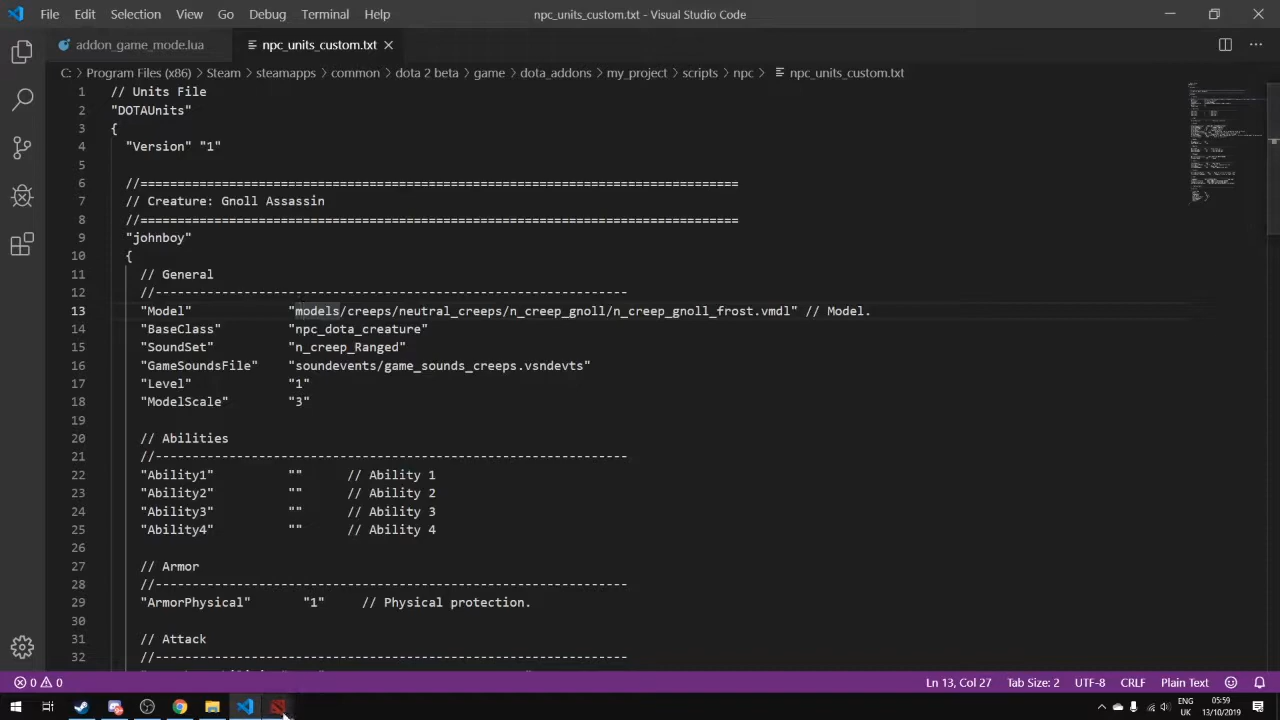 File Edit Selection View Go Debug Terminal Help npc_units_custom.txt - Visual Studio Code
addon_game_mode.lua npc_units_custom.txt
C: > Program Files (x86) > Steam > steamapps > common > dota 2 beta > game > dota_addons > my_project > scripts > npc > npc_units_custom.txt
1 // Units File
2 "DOTAUnits"
3 {
4 "Version" "1"
5
6 //=================================================================================
7 // Creature: Gnoll Assassin
8 //=================================================================================
9 "johnboy"
10 {
11 // General
12 //----------------------------------------------------------------
13 "Model" "models/creeps/neutral_creeps/n_creep_gnoll/n_creep_gnoll_frost.vmdl" // Model.
14 "BaseClass" "npc_dota_creature"
15 "SoundSet" "n_creep_Ranged"
16 "GameSoundsFile" "soundevents/game_sounds_creeps.vsndevts"
17 "Level" "1"
18 "ModelScale" "3"
19
20 // Abilities
21 //----------------------------------------------------------------
22 "Ability1" "" // Ability 1
23 "Ability2" "" // Ability 2
24 "Ability3" "" // Ability 3
25 "Ability4" "" // Ability 4
26
27 // Armor
28 //----------------------------------------------------------------
29 "ArmorPhysical" "1" // Physical protection.
30
31 // Attack
32 //----------------------------------------------------------------
0 0 Ln 13, Col 27 Tab Size: 2 UTF-8 CRLF Plain Text
ENG 05:59
UK 13/10/2019